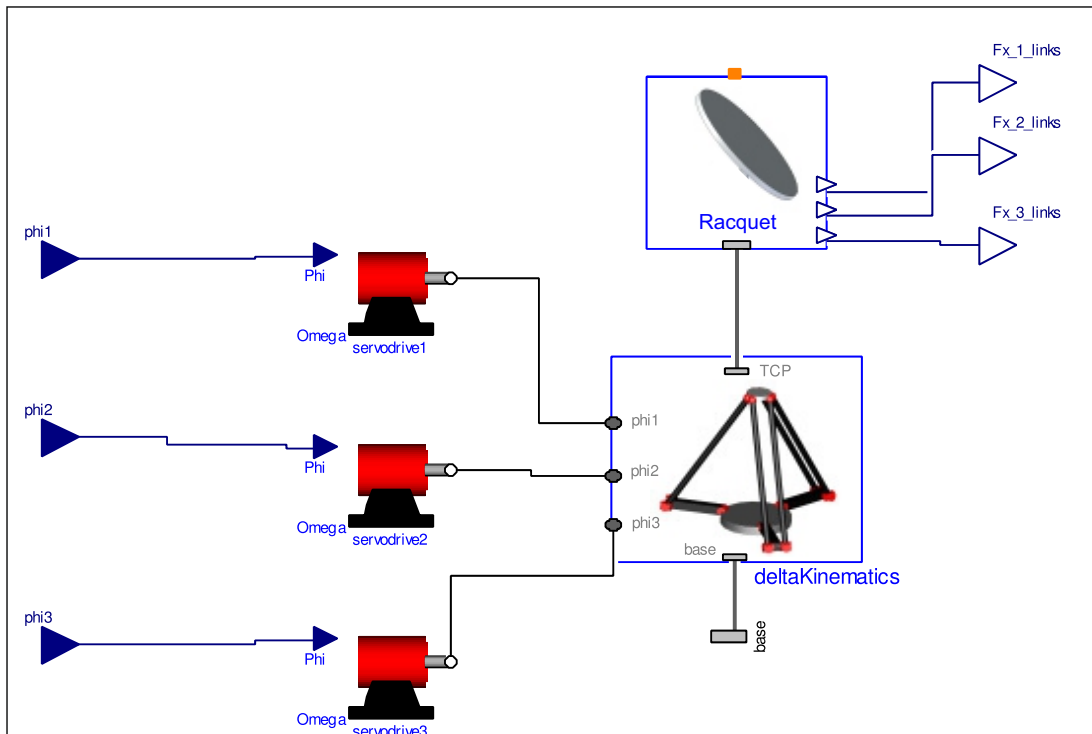 Fx_1_links
Fx_2_links
Fx_3_links
Racquet
phi1
Phi
Omega
servodrive1
TCP
phi1
phi2
phi3
base
deltaKinematics
base
phi2
Phi
Omega
servodrive2
phi3
Phi
Omega
servodrive3